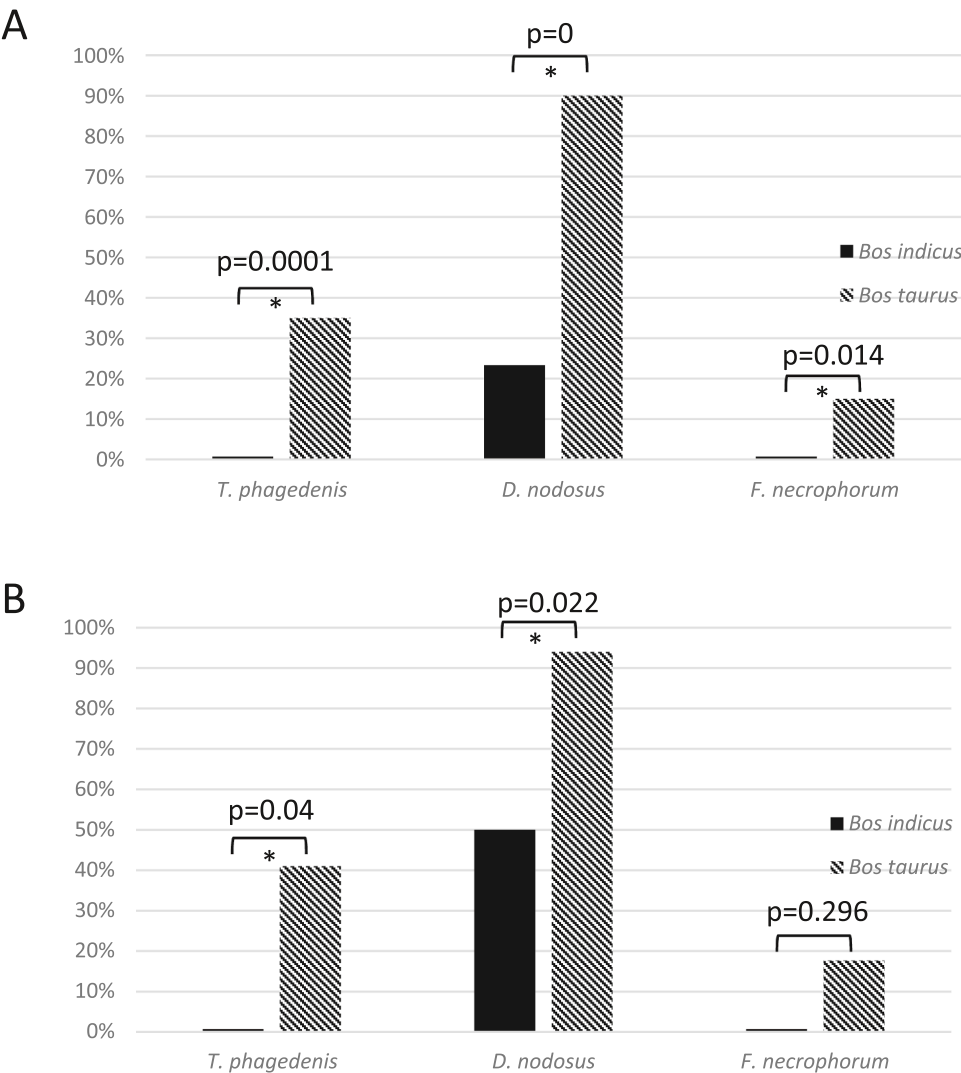 A
p=0
100%
*
90%
80%
70%
60%
50%
Bos indicus
p=0.0001
40%
*
Bos taurus
30%
p=0.014
20%
*
10%
0%
T. phagedenis D. nodosus F. necrophorum
B
p=0.022
100%
*
90%
80%
70%
60%
p=0.04
50%
Bos indicus
*
40%
Bos taurus
30%
p=0.296
20%
10%
0%
T. phagedenis D. nodosus F. necrophorum